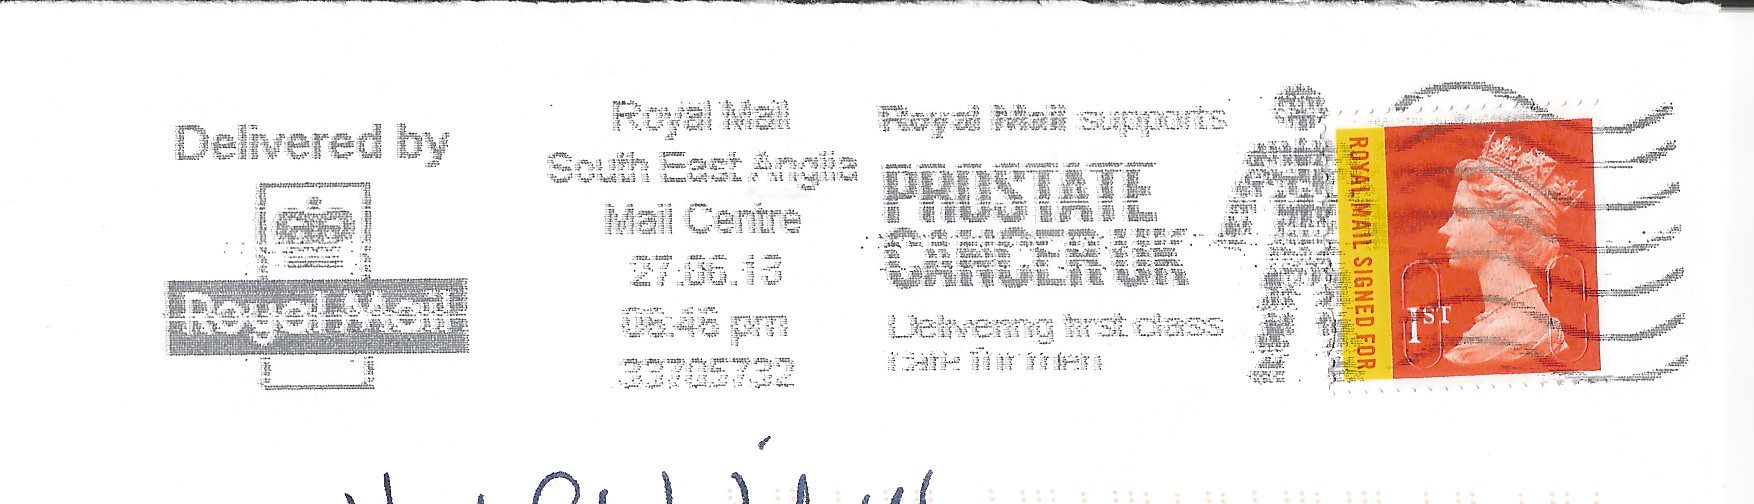 Delivered by
Royal Mail
Royal Mail
South East Anglia
Mail Centre
27.06.13
06:46 pm
33705732
Royal Mail supports
PROSTATE
CANCER UK
Delivering first class
care for men
ROYAL MAIL SIGNED FOR
1ST